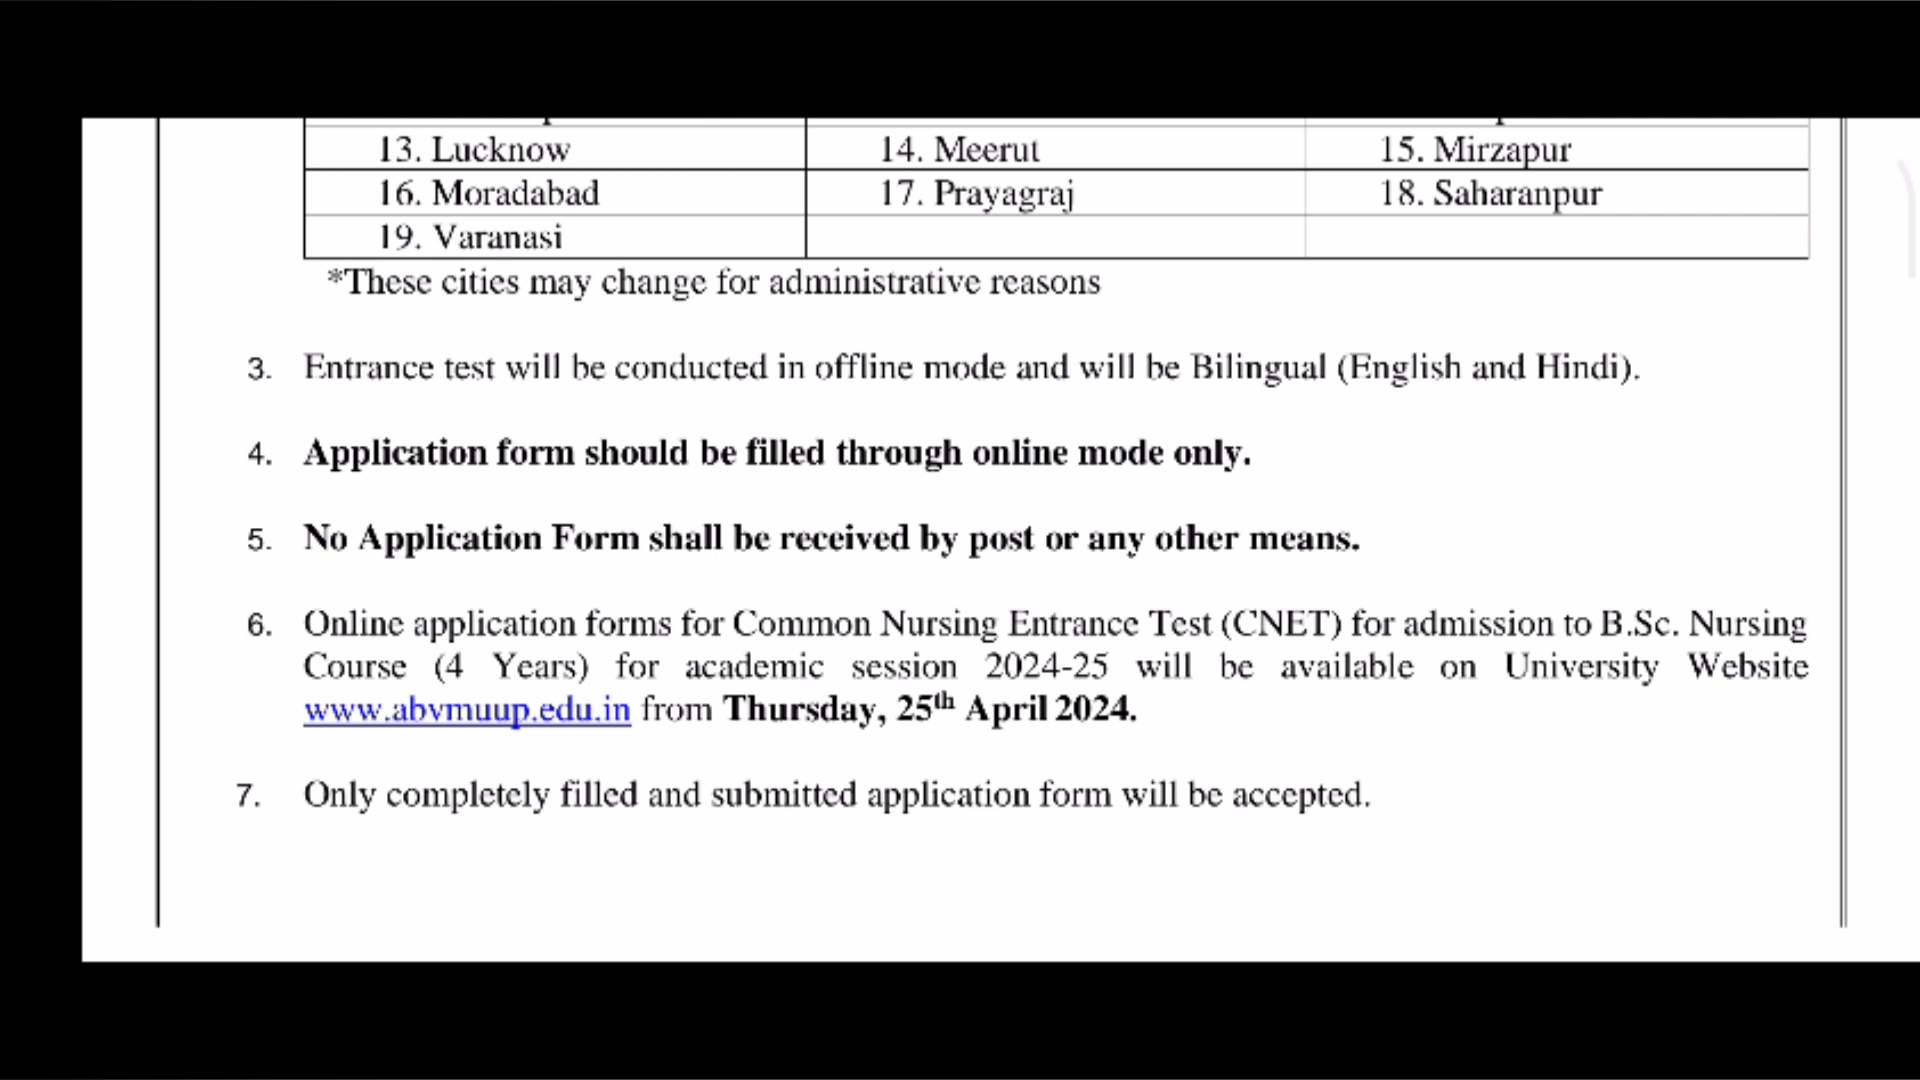 13. Lucknow 14. Meerut 15. Mirzapur
16. Moradabad 17. Prayagraj 18. Saharanpur
19. Varanasi
*These cities may change for administrative reasons
3. Entrance test will be conducted in offline mode and will be Bilingual (English and Hindi).
4. Application form should be filled through online mode only.
5. No Application Form shall be received by post or any other means.
6. Online application forms for Common Nursing Entrance Test (CNET) for admission to B.Sc. Nursing
Course (4 Years) for academic session 2024-25 will be available on University Website
www.abvmuup.edu.in from Thursday, 25th April 2024.
7. Only completely filled and submitted application form will be accepted.